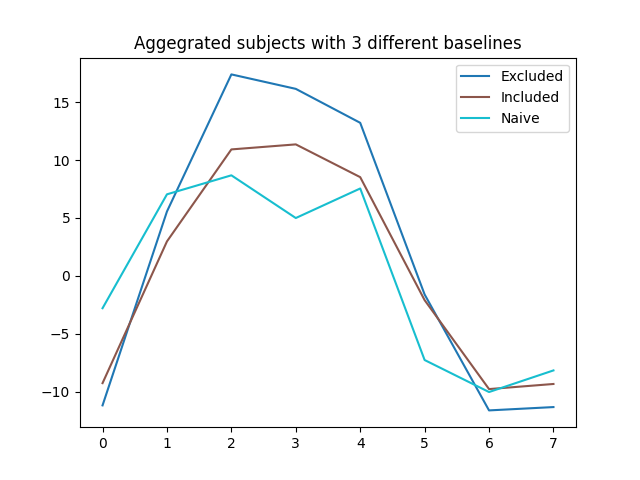 Aggegrated subjects with 3 different baselines
Excluded
Included
Naive
15
10
5
0
−5
−10
0 1 2 3 4 5 6 7